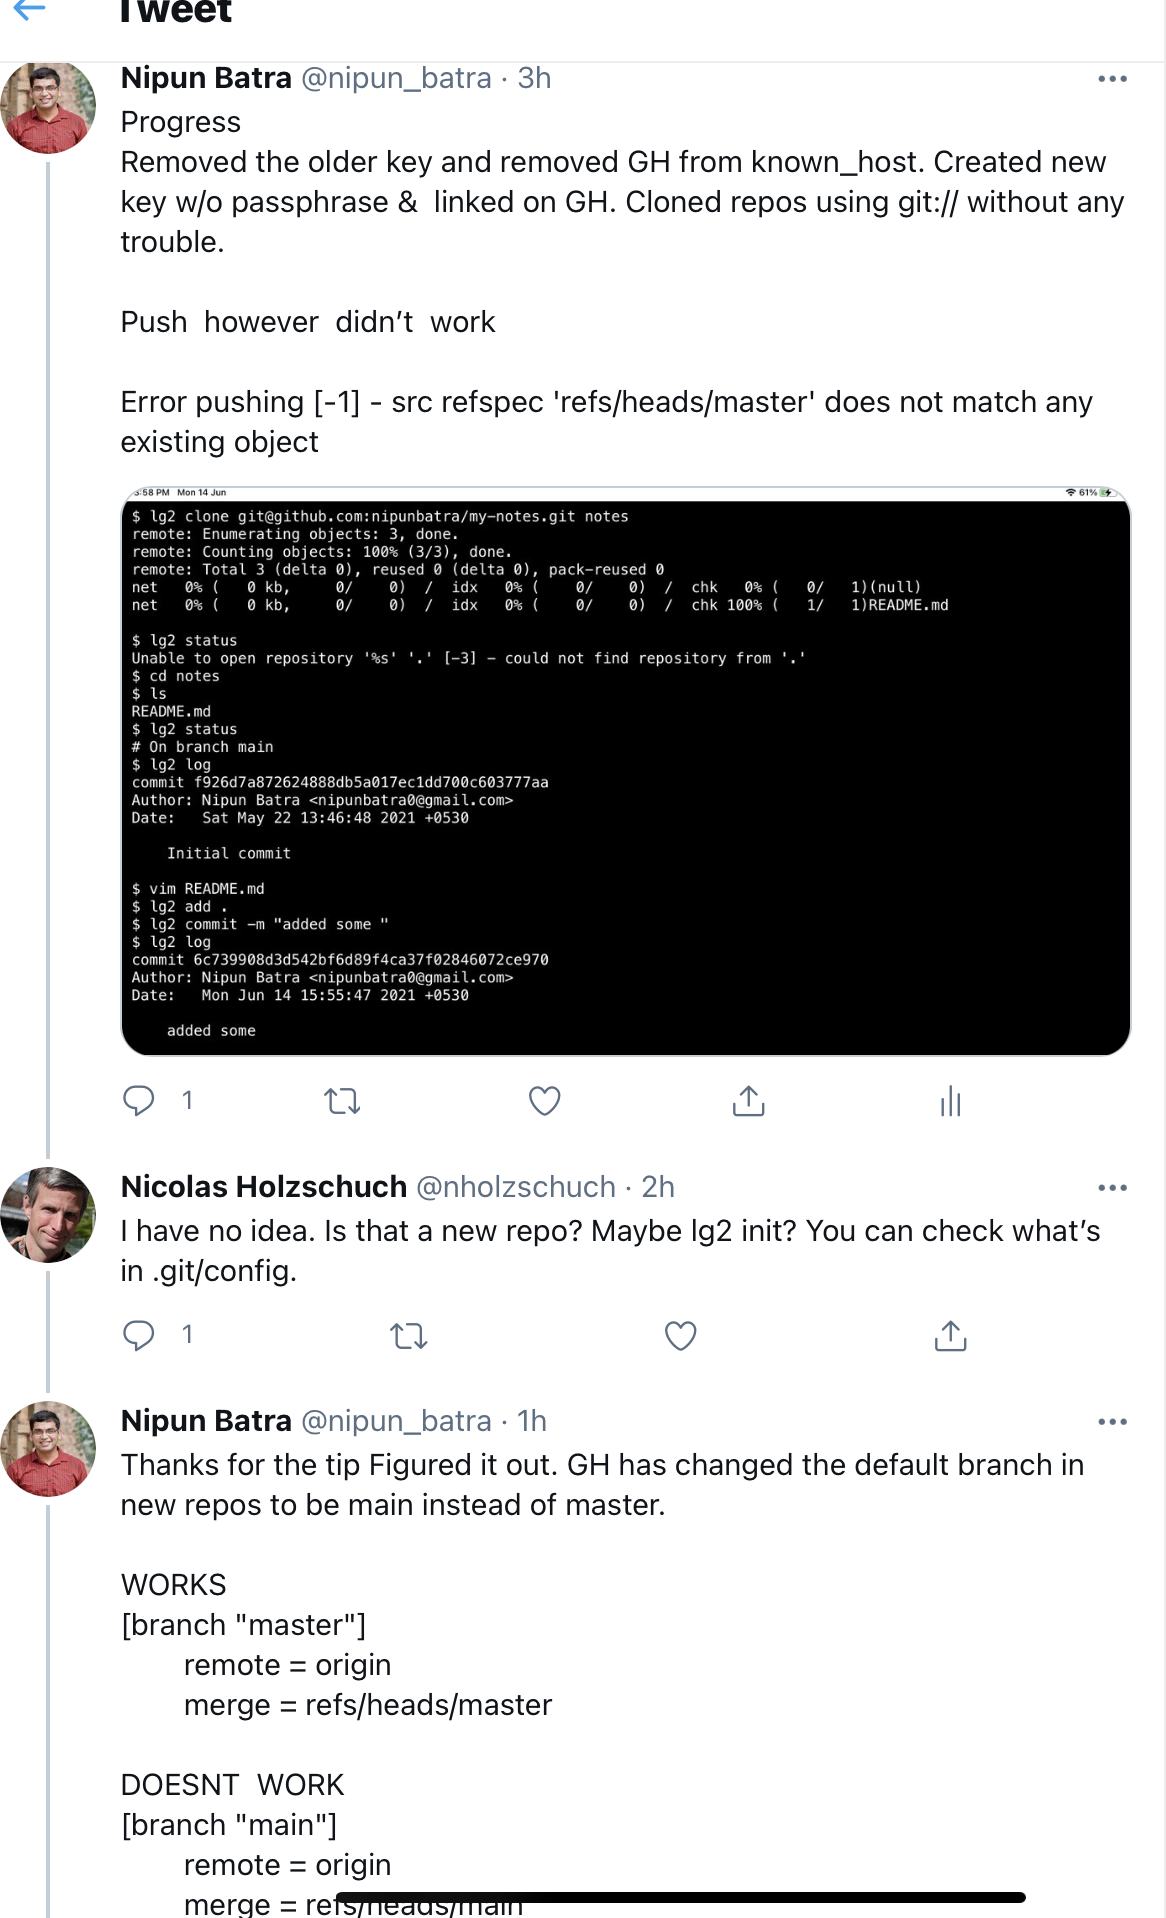 Tweet
Nipun Batra @nipun_batra · 3h
Progress
Removed the older key and removed GH from known_host. Created new
key w/o passphrase &  linked on GH. Cloned repos using git:// without any
trouble.
Push  however  didn’t  work
Error pushing [-1] - src refspec 'refs/heads/master' does not match any
existing object
3:58 PM  Mon 14 Jun 61%
$ lg2 clone git@github.com:nipunbatra/my-notes.git notes
remote: Enumerating objects: 3, done.
remote: Counting objects: 100% (3/3), done.
remote: Total 3 (delta 0), reused 0 (delta 0), pack-reused 0
net   0% (   0 kb,     0/    0)  /  idx   0% (    0/    0)  /  chk   0% (   0/   1)(null)
net   0% (   0 kb,     0/    0)  /  idx   0% (    0/    0)  /  chk 100% (   1/   1)README.md
$ lg2 status
Unable to open repository '%s' '.' [-3] - could not find repository from '.'
$ cd notes
$ ls
README.md
$ lg2 status
# On branch main
$ lg2 log
commit f926d7a872624888db5a017ec1dd700c603777aa
Author: Nipun Batra <nipunbatra0@gmail.com>
Date:   Sat May 22 13:46:48 2021 +0530
Initial commit
$ vim README.md
$ lg2 add .
$ lg2 commit -m "added some "
$ lg2 log
commit 6c739908d3d542bf6d89f4ca37f02846072ce970
Author: Nipun Batra <nipunbatra0@gmail.com>
Date:   Mon Jun 14 15:55:47 2021 +0530
added some
1
Nicolas Holzschuch @nholzschuch · 2h
I have no idea. Is that a new repo? Maybe lg2 init? You can check what’s
in .git/config.
1
Nipun Batra @nipun_batra · 1h
Thanks for the tip Figured it out. GH has changed the default branch in
new repos to be main instead of master.
WORKS
[branch "master"]
remote = origin
merge = refs/heads/master
DOESNT  WORK
[branch "main"]
remote = origin
merge = refs/heads/main